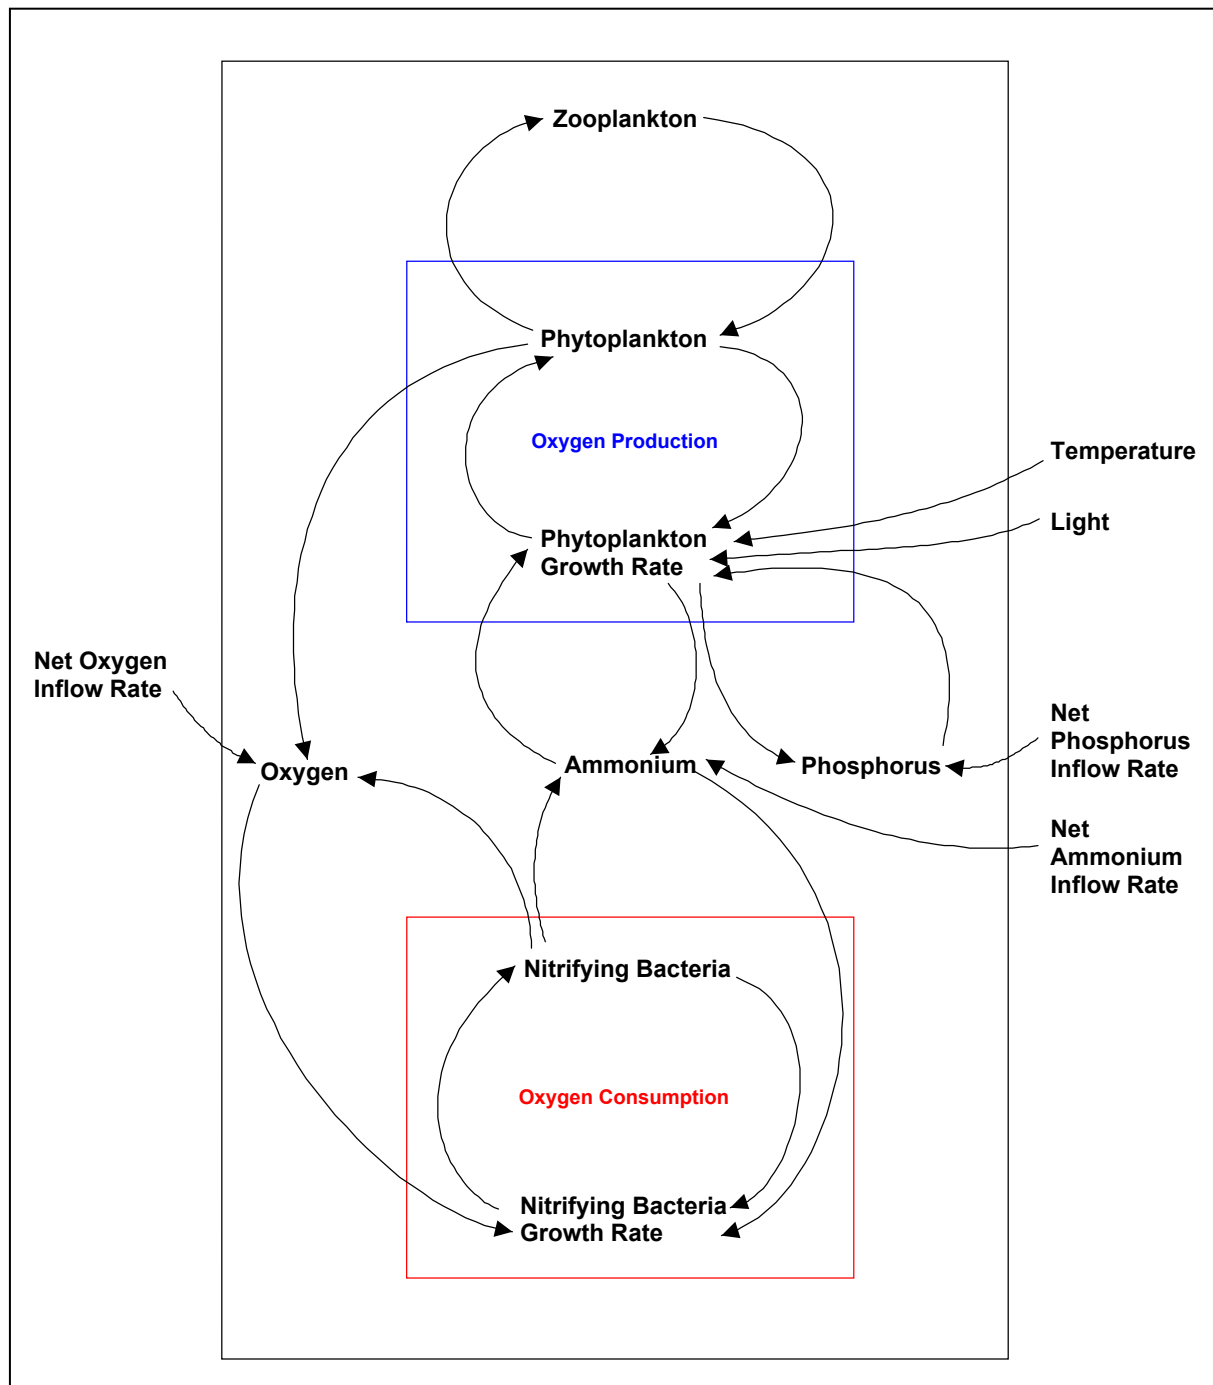 Zooplankton
Phytoplankton
Oxygen Production
Temperature
Light
Phytoplankton
Growth Rate
Net Oxygen
Inflow Rate
Oxygen
Ammonium
Phosphorus
Net
Phosphorus
Inflow Rate
Net
Ammonium
Inflow Rate
Nitrifying Bacteria
Oxygen Consumption
Nitrifying Bacteria
Growth Rate